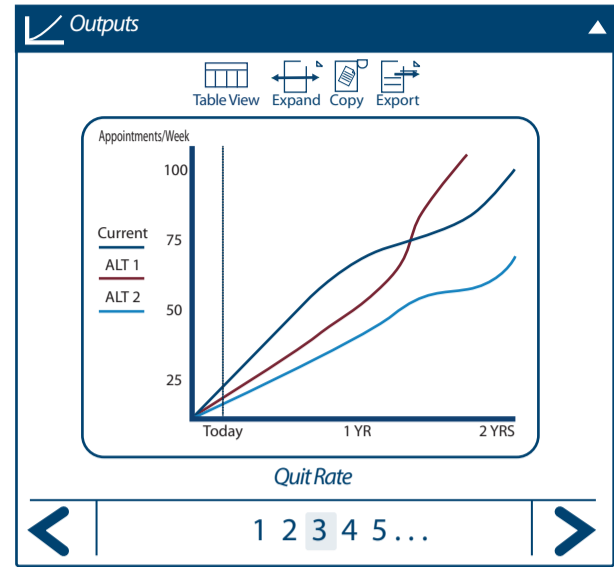 Outputs
Table View Expand Copy Export
Appointments/Week
100
75
50
25
Current
ALT 1
ALT 2
Today 1 YR 2 YRS
Quit Rate
1 2 3 4 5...